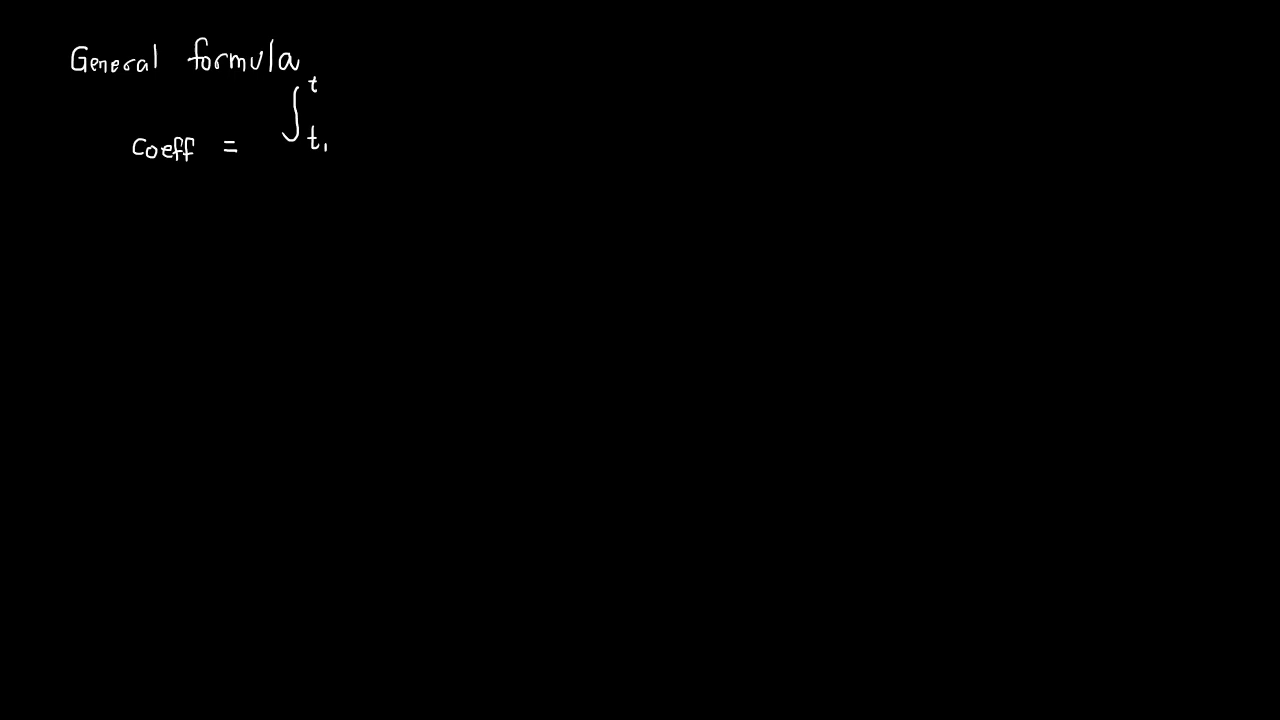 General formula
coeff = ∫_{t₁}^{t}